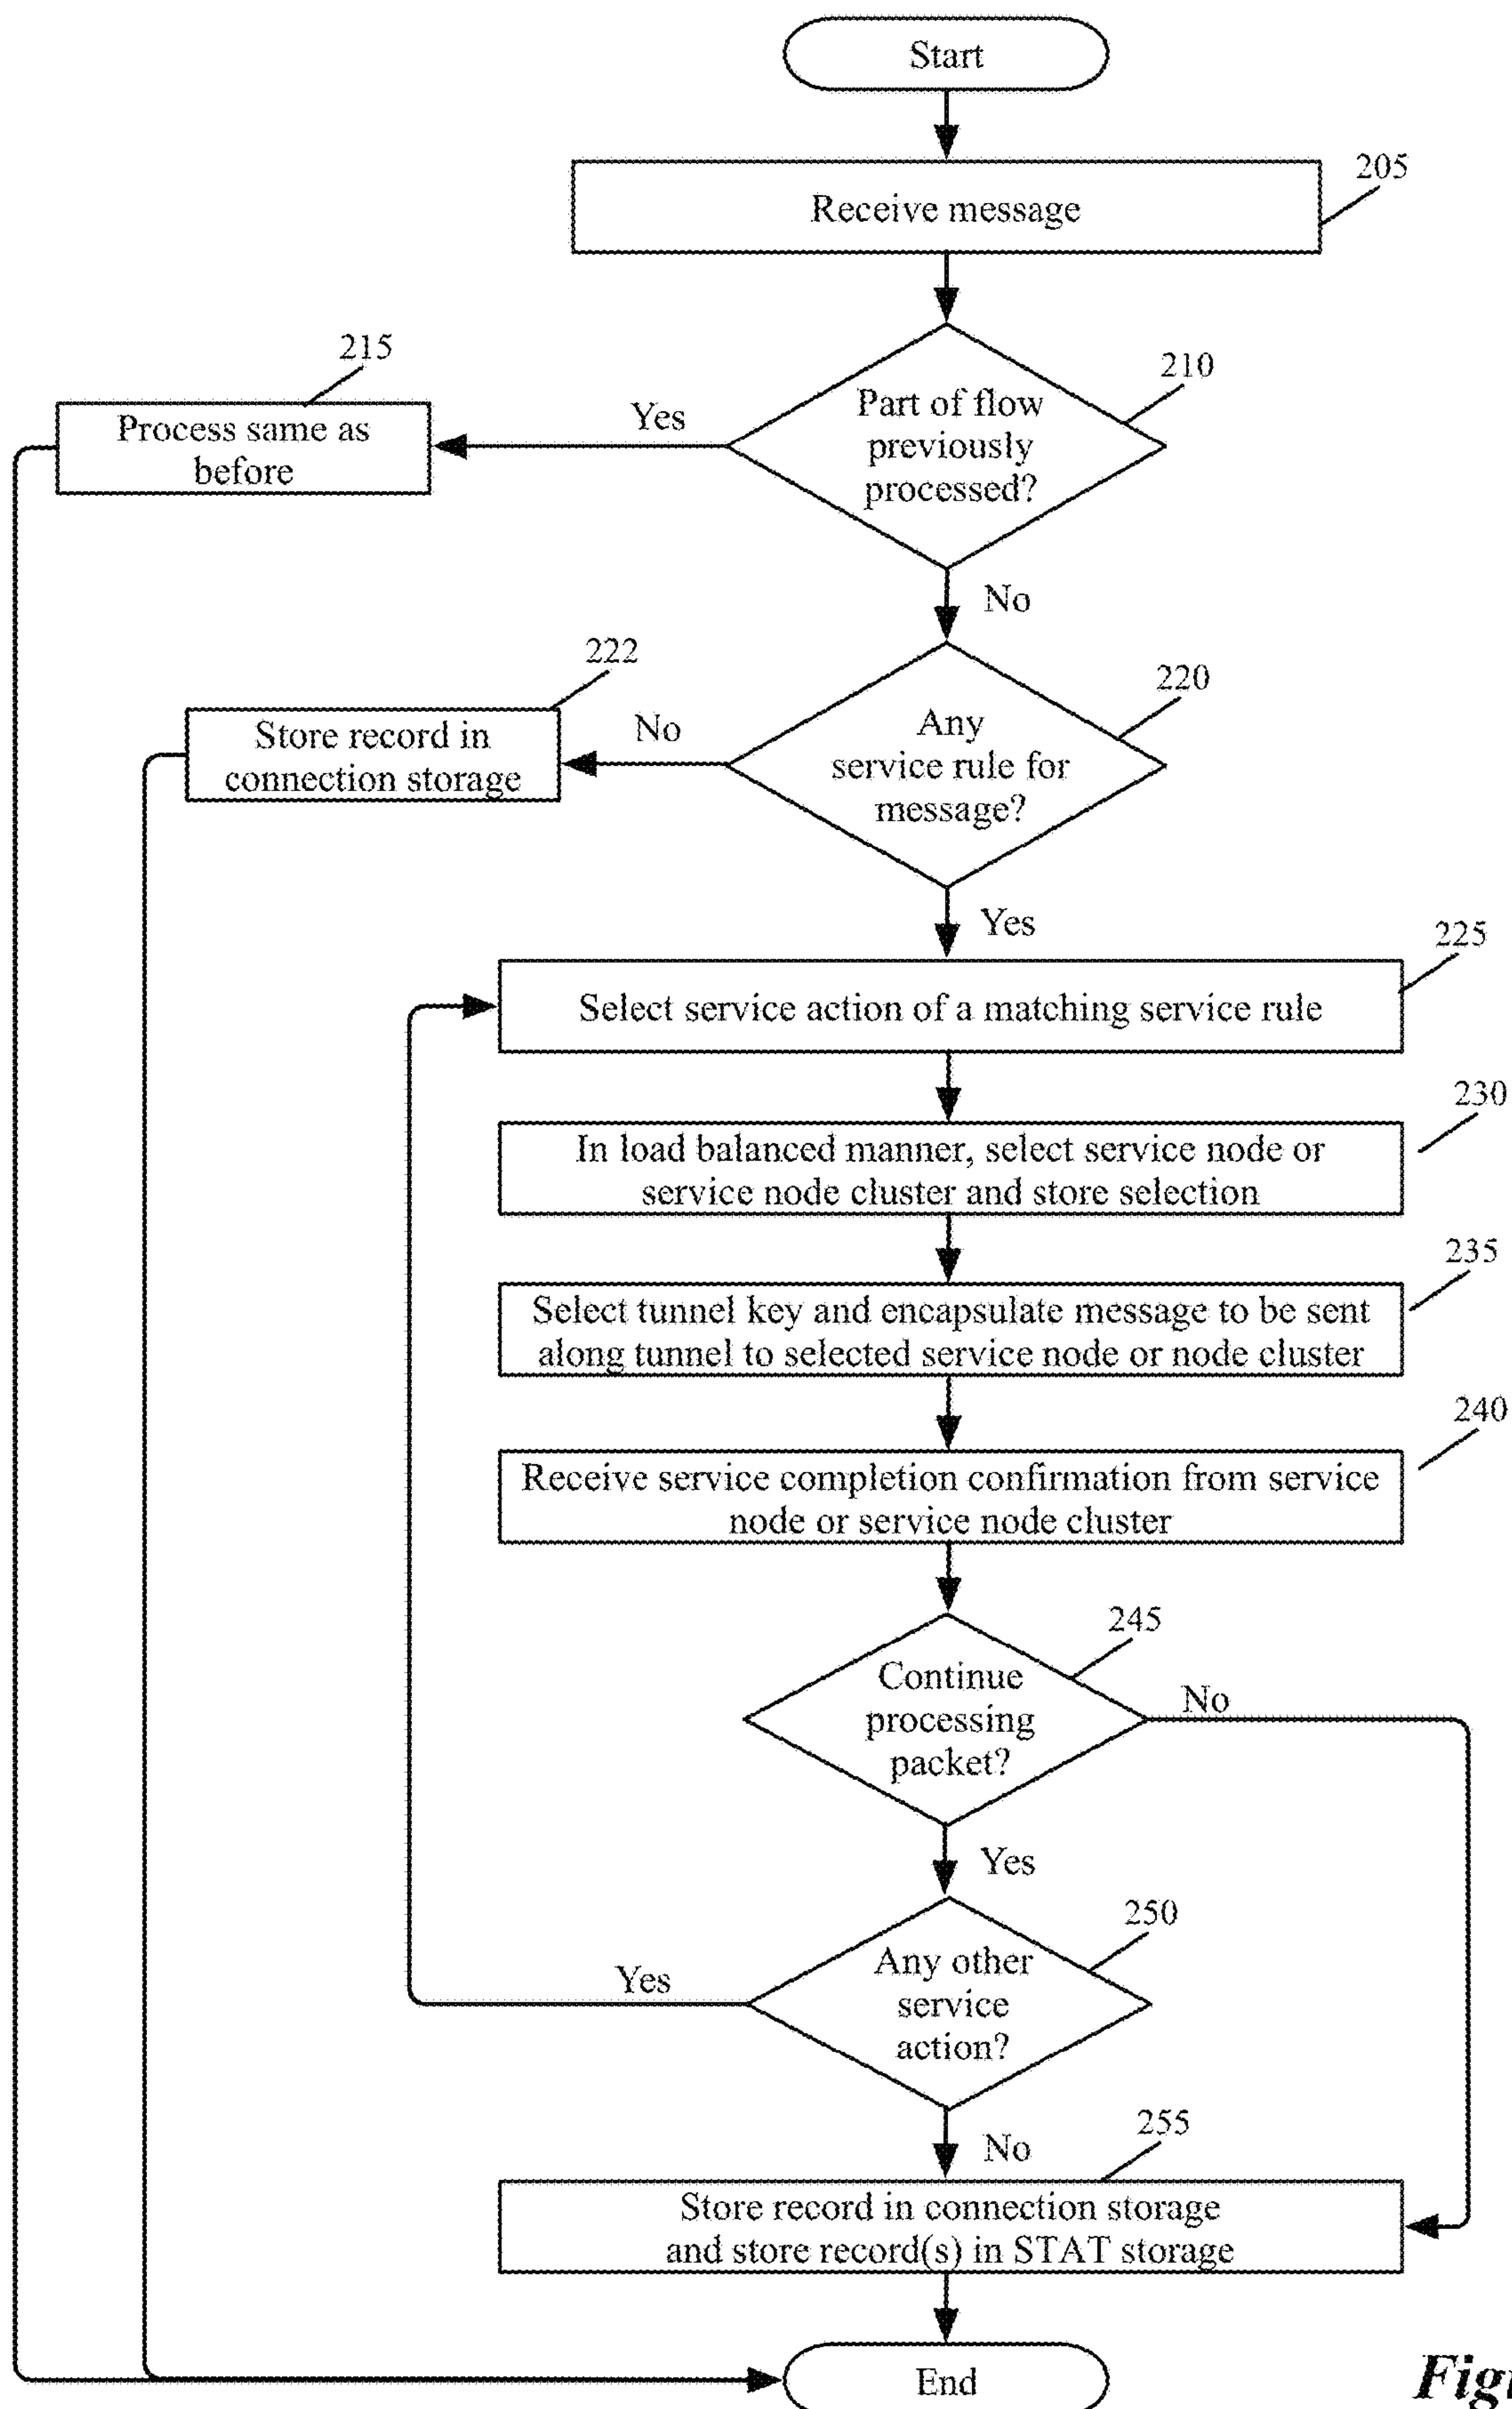 Start
205
Receive message
210
Part of flow
previously
processed?
Yes
215
Process same as
before
No
220
Any
service rule for
message?
No
222
Store record in
connection storage
Yes
225
Select service action of a matching service rule
230
In load balanced manner, select service node or
service node cluster and store selection
235
Select tunnel key and encapsulate message to be sent
along tunnel to selected service node or node cluster
240
Receive service completion confirmation from service
node or service node cluster
245
Continue
processing
packet?
No
Yes
250
Any other
service
action?
Yes
No
255
Store record in connection storage
and store record(s) in STAT storage
End